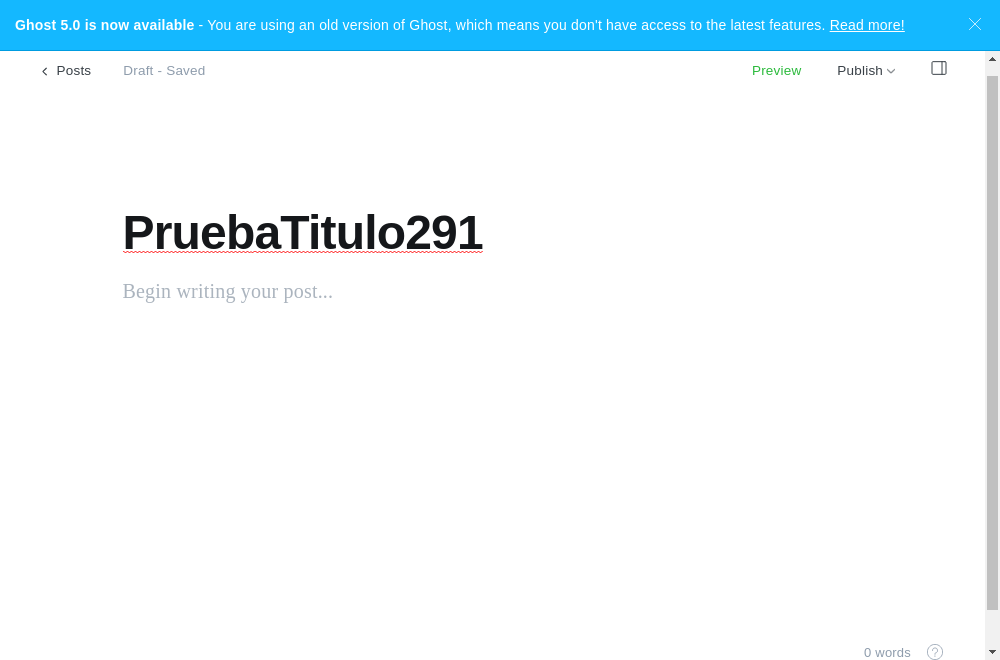 Ghost 5.0 is now available - You are using an old version of Ghost, which means you don't have access to the latest features. Read more!
Posts Draft - Saved Preview Publish
PruebaTitulo291
Begin writing your post...
0 words ?